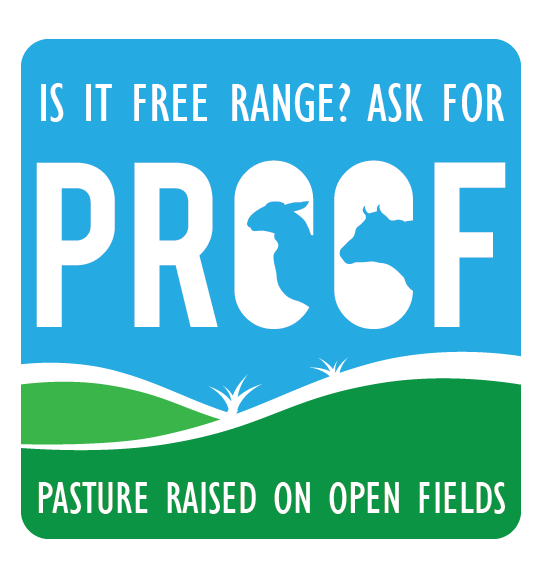 IS IT FREE RANGE? ASK FOR
PROOF
PASTURE RAISED ON OPEN FIELDS